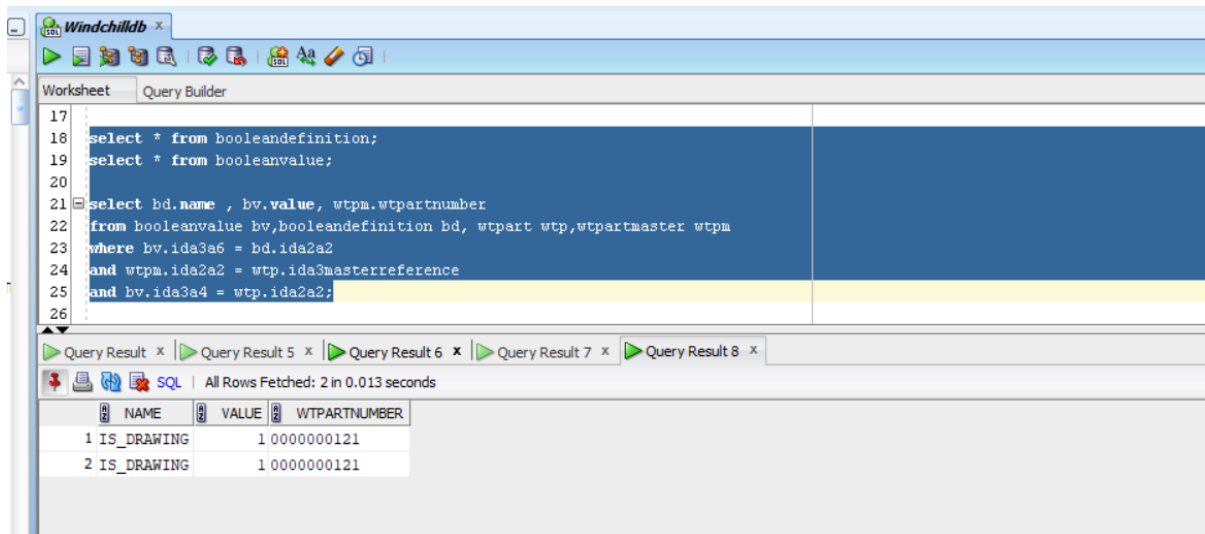 Windchilldb x
Worksheet Query Builder
17
18 select * from booleandefinition;
19 select * from booleanvalue;
20
21 select bd.name , bv.value, wtpm.wtpartnumber
22 from booleanvalue bv,booleandefinition bd, wtpart wtp,wtpartmaster wtpm
23 where bv.ida3a6 = bd.ida2a2
24 and wtpm.ida2a2 = wtp.ida3masterreference
25 and bv.ida3a4 = wtp.ida2a2;
26
Query Result x Query Result 5 x Query Result 6 x Query Result 7 x Query Result 8 x
SQL | All Rows Fetched: 2 in 0.013 seconds
NAME VALUE WTPARTNUMBER
1 IS_DRAWING 1 0000000121
2 IS_DRAWING 1 0000000121